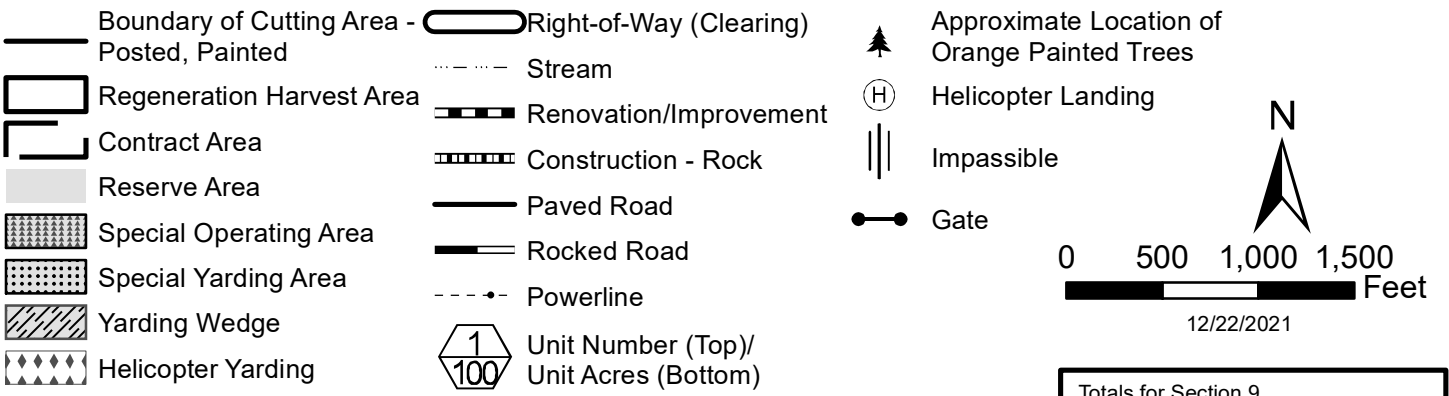 Boundary of Cutting Area -
Posted, Painted
Regeneration Harvest Area
Contract Area
Reserve Area
Special Operating Area
Special Yarding Area
Yarding Wedge
Helicopter Yarding
Right-of-Way (Clearing)
Stream
Renovation/Improvement
Construction - Rock
Paved Road
Rocked Road
Powerline
1
100
Unit Number (Top)/
Unit Acres (Bottom)
Approximate Location of
Orange Painted Trees
H
Helicopter Landing
Impassible
Gate
N
0 500 1,000 1,500
Feet
12/22/2021
Totals for Section 9